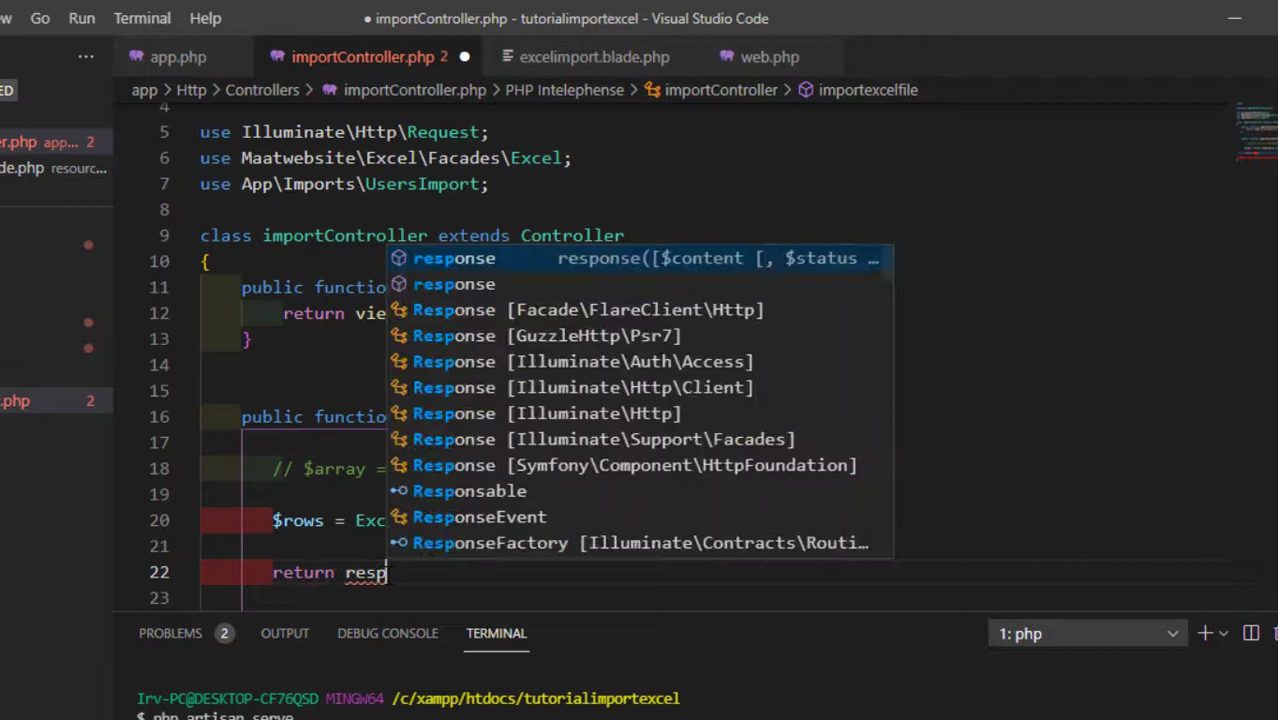 Go Run Terminal Help ● importController.php - tutorialimportexcel - Visual Studio Code
... app.php importController.php 2 excelimport.blade.php web.php
app > Http > Controllers > importController.php > PHP Intelephense > importController > importexcelfile
4
5 use Illuminate\Http\Request;
6 use Maatwebsite\Excel\Facades\Excel;
7 use App\Imports\UsersImport;
8
9 class importController extends Controller
10 {
11 public functio
12 return vie
13 }
14
15
16 public functio
17
18 // $array =
19
20 $rows = Exc
21
22 return resp
23
response response([$content [, $status …
response
Response [Facade\FlareClient\Http]
Response [GuzzleHttp\Psr7]
Response [Illuminate\Auth\Access]
Response [Illuminate\Http\Client]
Response [Illuminate\Http]
Response [Illuminate\Support\Facades]
Response [Symfony\Component\HttpFoundation]
Responsable
ResponseEvent
ResponseFactory [Illuminate\Contracts\Routi…
ED
er.php app... 2
de.php resourc...
.php 2
PROBLEMS 2 OUTPUT DEBUG CONSOLE TERMINAL 1: php
Irv-PC@DESKTOP-CF76QSD MINGW64 /c/xampp/htdocs/tutorialimportexcel
$ php artisan serve